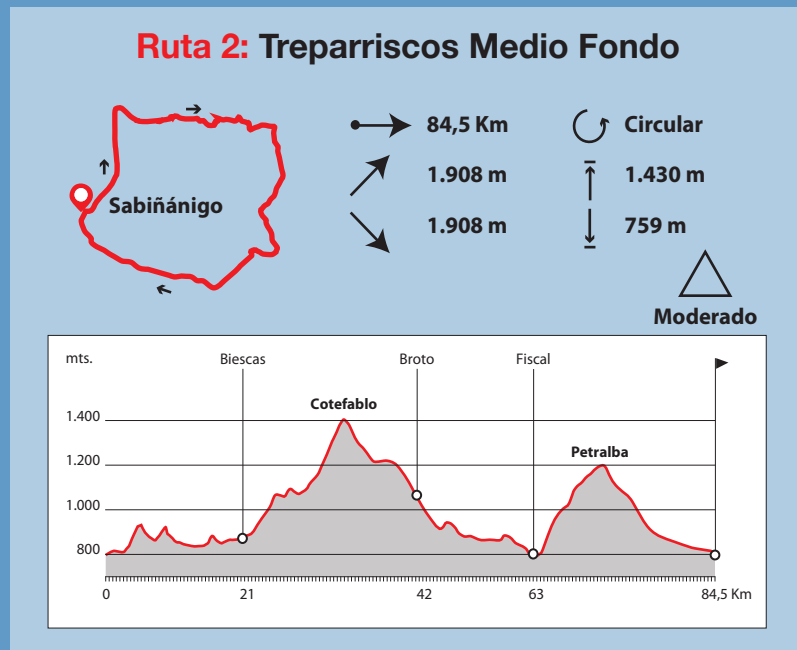 Ruta 2: Treparriscos Medio Fondo
84,5 Km
Circular
1.908 m
1.430 m
Sabiñánigo
1.908 m
759 m
Moderado
mts.
Biescas
Broto
Fiscal
Cotefablo
1.400
Petralba
1.200
1.000
800
0
21
42
63
84,5 Km